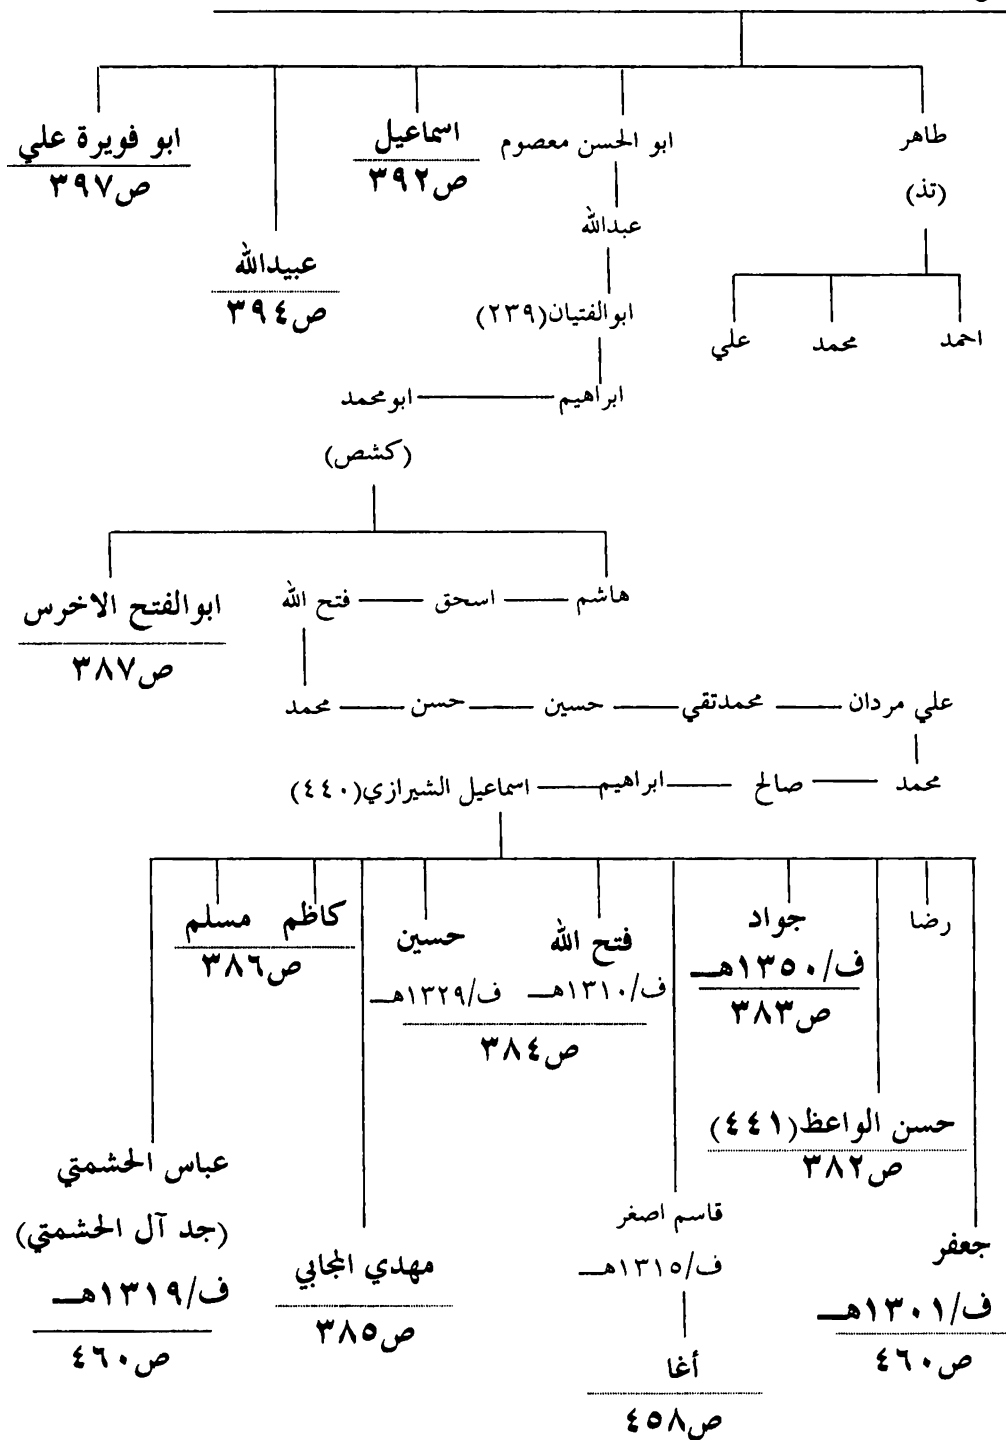 طاهر ابو الحسن معصوم اسماعيل ابو فويرة علي
(تذ) ص٣٩٢ ص٣٩٧
عبدالله
عبيدالله
ص٣٩٤
ابوالفتيان(٢٣٩)
احمد محمد علي
ابراهيم ابومحمد
(كشص)
هاشم اسحق فتح الله ابوالفتح الاخرس
ص٣٨٧
علي مردان محمدتقي حسين حسن محمد
محمد صالح ابراهيم اسماعيل الشيرازي(٤٤٠)
رضا جواد فتح الله حسين كاظم مسلم
ف/١٣٥٠هـ ف/١٣١٠هـ ف/١٣٢٩هـ ص٣٨٦
ص٣٨٣ ص٣٨٤
حسن الواعظ(٤٤١)
ص٣٨٢
عباس الحشمتي
قاسم اصغر
(جد آل الحشمتي)
جعفر
ف/١٣١٥هـ مهدي المجابي
ف/١٣٠١هـ ف/١٣١٩هـ
ص٣٨٥
ص٤٦٠ ص٤٦٠
أغا
ص٤٥٨